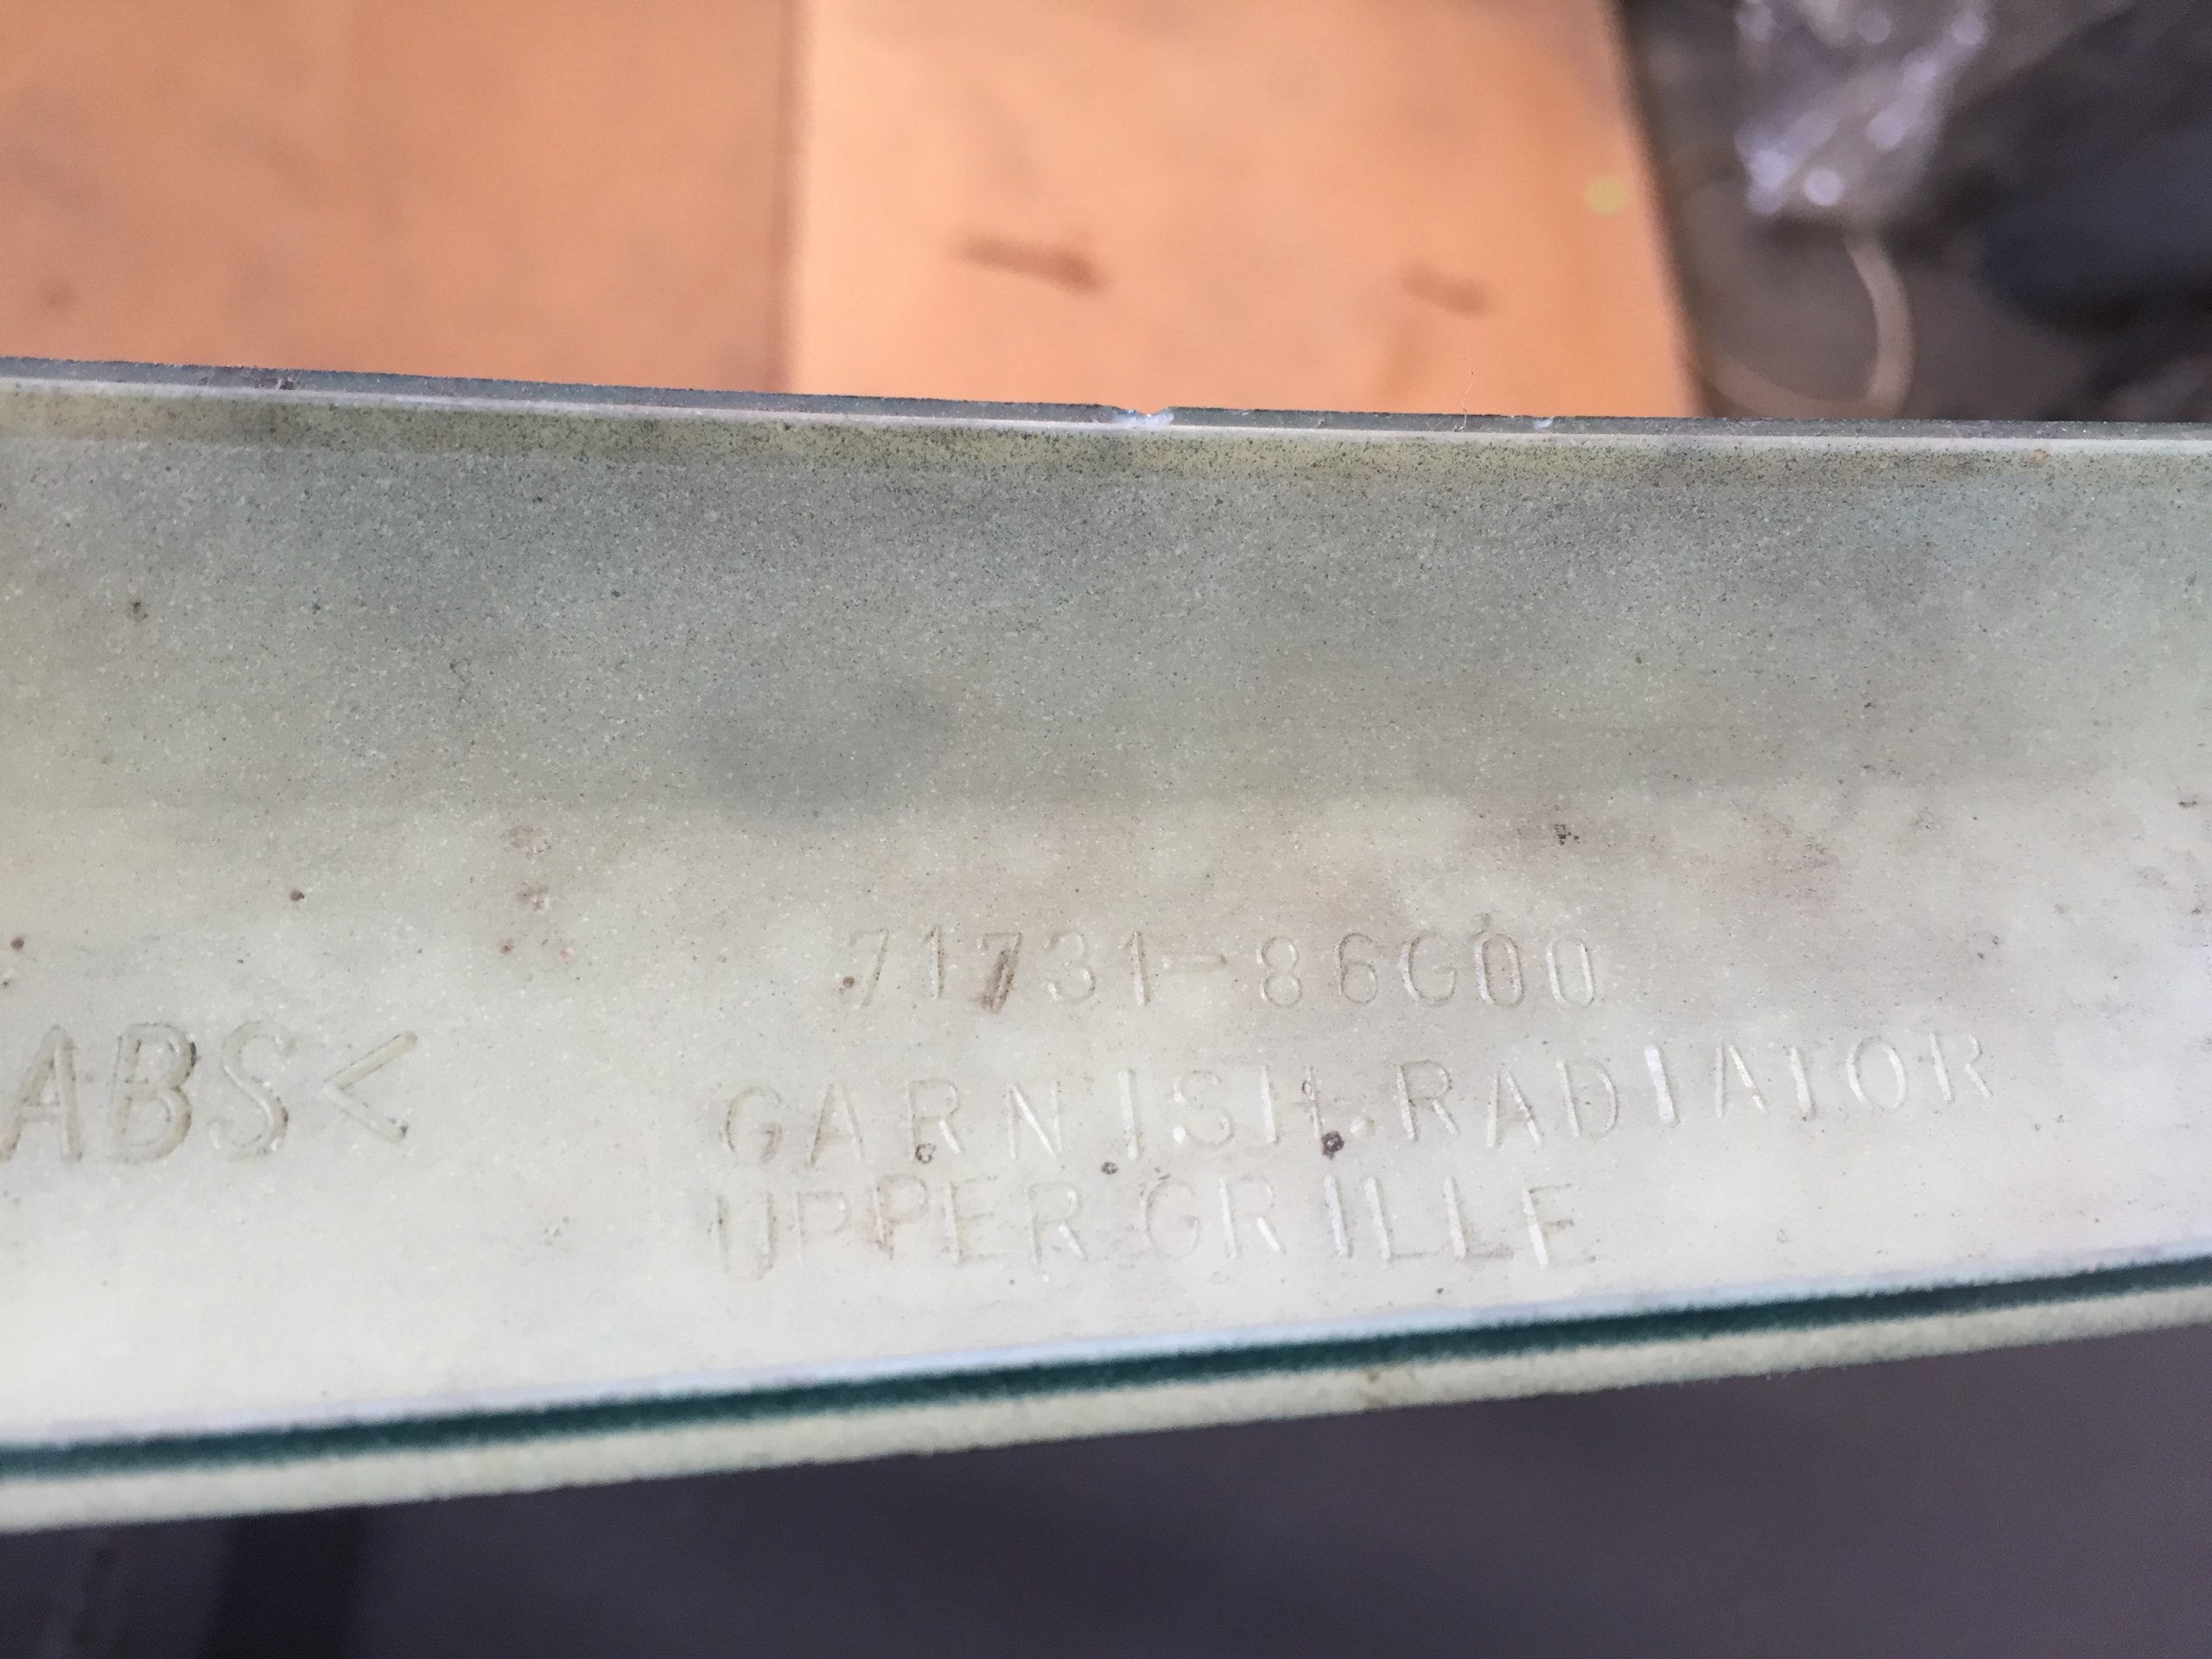 71731-86G00
ABS<
GARNISH.RADIATOR
UPPER GRILLE